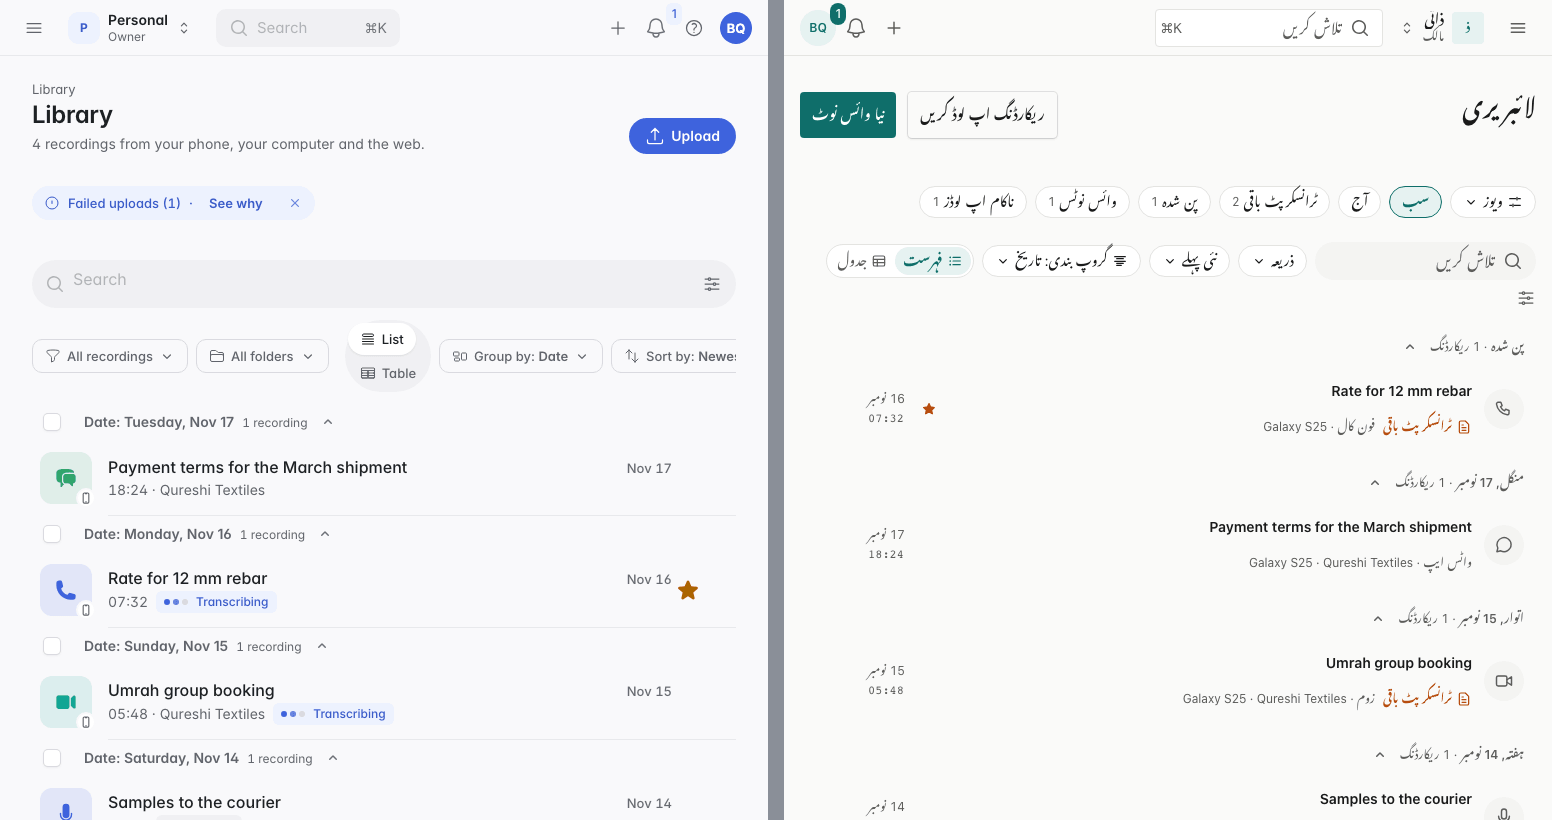 P Personal
Owner
Search ⌘K
1
BQ
Library
Library
4 recordings from your phone, your computer and the web.
Upload
Failed uploads (1) · See why
Search
All recordings
All folders
List
Table
Group by: Date
Sort by: Newes
Date: Tuesday, Nov 17 1 recording
Payment terms for the March shipment
Nov 17
18:24 · Qureshi Textiles
Date: Monday, Nov 16 1 recording
Rate for 12 mm rebar
Nov 16
07:32 Transcribing
Date: Sunday, Nov 15 1 recording
Umrah group booking
Nov 15
05:48 · Qureshi Textiles Transcribing
Date: Saturday, Nov 14 1 recording
Samples to the courier
Nov 14
ذ ذاتی
مالک
تلاش کریں ⌘K
1
BQ
لائبریری
ریکارڈنگ اپ لوڈ کریں
نیا وائس نوٹ
ویوز
سب
آج
ٹرانسکرپٹ باقی 2
پن شدہ 1
وائس نوٹس 1
ناکام اپ لوڈز 1
تلاش کریں
ذریعہ
نئی پہلے
گروپ بندی: تاریخ
فہرست
جدول
پن شدہ · 1 ریکارڈنگ
Rate for 12 mm rebar
16 نومبر
ٹرانسکرپٹ باقی فون کال · Galaxy S25
07:32
منگل, 17 نومبر · 1 ریکارڈنگ
Payment terms for the March shipment
17 نومبر
واٹس ایپ · Galaxy S25 · Qureshi Textiles
18:24
اتوار, 15 نومبر · 1 ریکارڈنگ
Umrah group booking
15 نومبر
ٹرانسکرپٹ باقی زوم · Galaxy S25 · Qureshi Textiles
05:48
ہفتہ, 14 نومبر · 1 ریکارڈنگ
Samples to the courier
14 نومبر